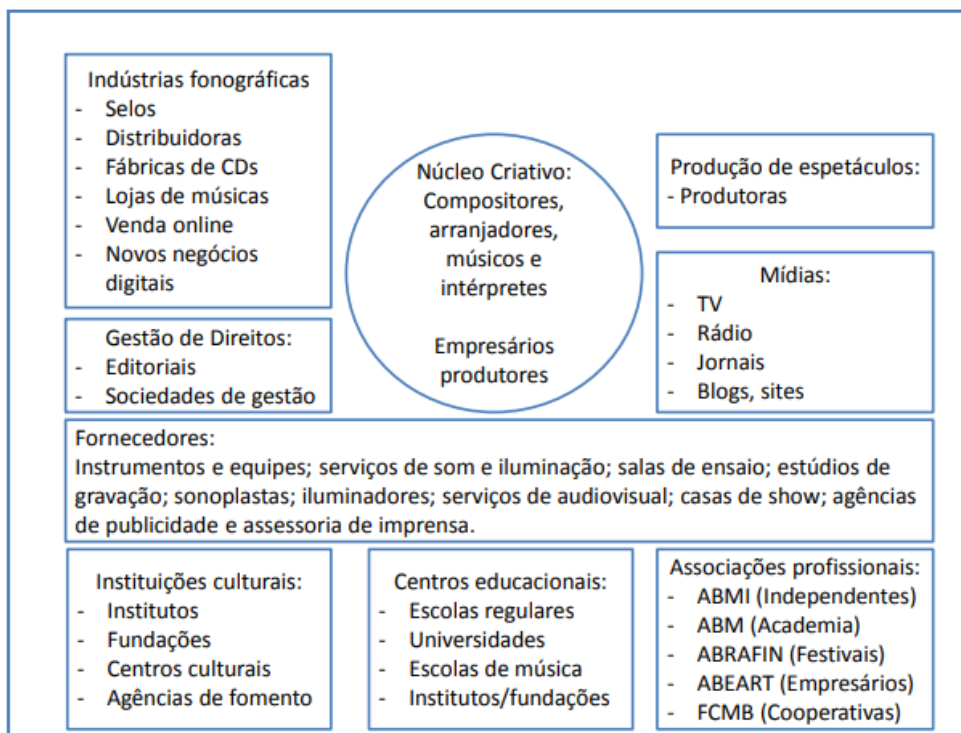 Indústrias fonográficas
- Selos
- Distribuidoras
- Fábricas de CDs
- Lojas de músicas
- Venda online
- Novos negócios
digitais
Gestão de Direitos:
- Editoriais
- Sociedades de gestão
Núcleo Criativo:
Compositores,
arranjadores,
músicos e
intérpretes
Empresários
produtores
Produção de espetáculos:
- Produtoras
Mídias:
- TV
- Rádio
- Jornais
- Blogs, sites
Fornecedores:
Instrumentos e equipes; serviços de som e iluminação; salas de ensaio; estúdios de
gravação; sonoplastas; iluminadores; serviços de audiovisual; casas de show; agências
de publicidade e assessoria de imprensa.
Instituições culturais:
- Institutos
- Fundações
- Centros culturais
- Agências de fomento
Centros educacionais:
- Escolas regulares
- Universidades
- Escolas de música
- Institutos/fundações
Associações profissionais:
- ABMI (Independentes)
- ABM (Academia)
- ABRAFIN (Festivais)
- ABEART (Empresários)
- FCMB (Cooperativas)